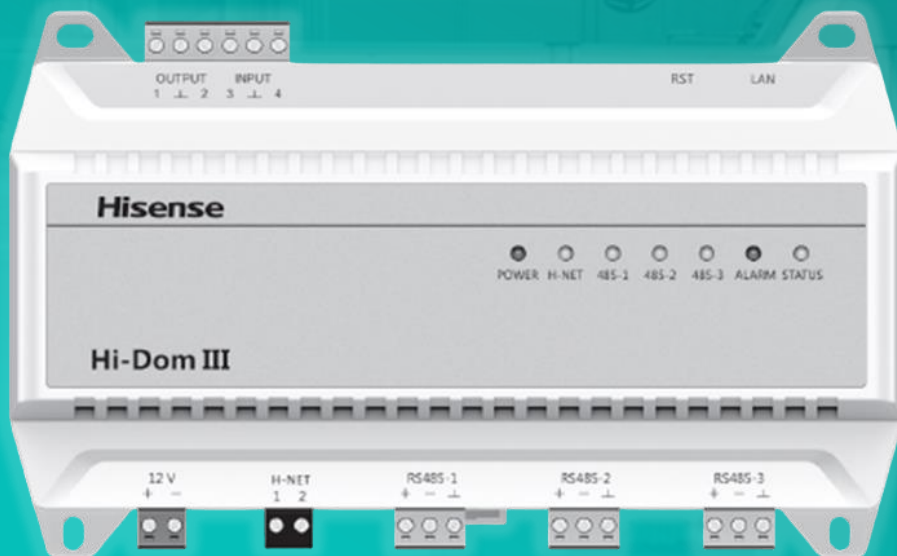 OUTPUT INPUT RST LAN
1 ⊥ 2 3 ⊥ 4
Hisense
POWER H-NET 485-1 485-2 485-3 ALARM STATUS
Hi-Dom III
12 V H-NET RS485-1 RS485-2 RS485-3
+ − 1 2 + − ⊥ + − ⊥ + − ⊥